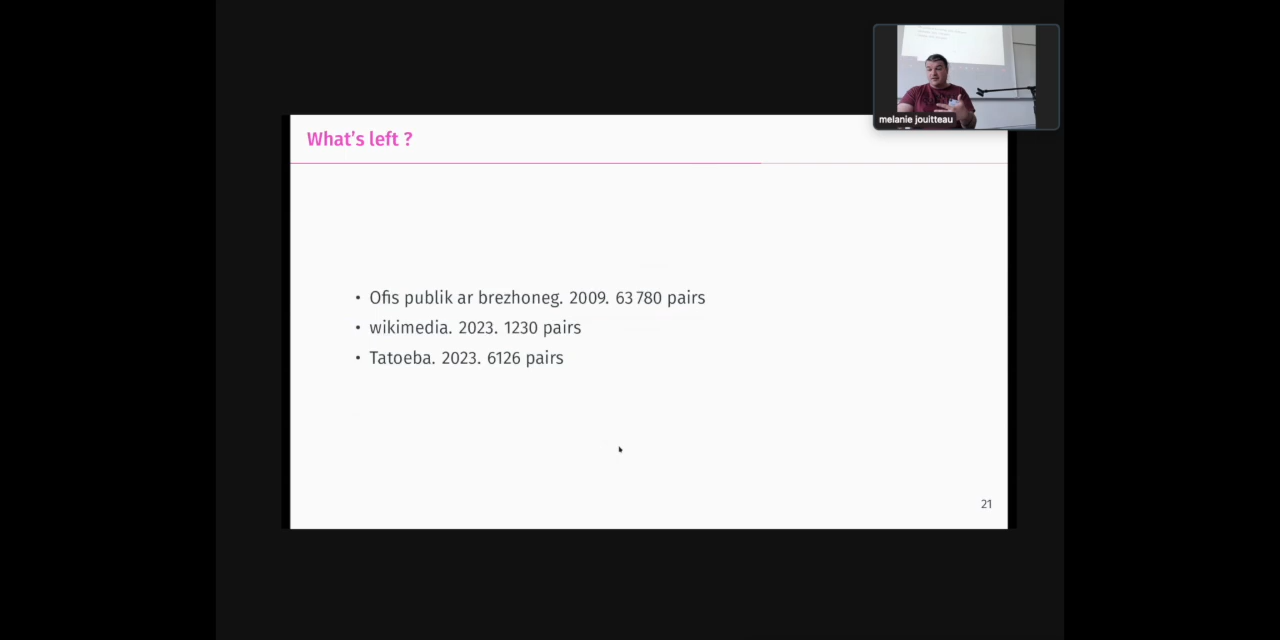 melanie jouitteau
What's left ?
• Ofis publik ar brezhoneg. 2009. 63 780 pairs
• wikimedia. 2023. 1230 pairs
• Tatoeba. 2023. 6126 pairs
21